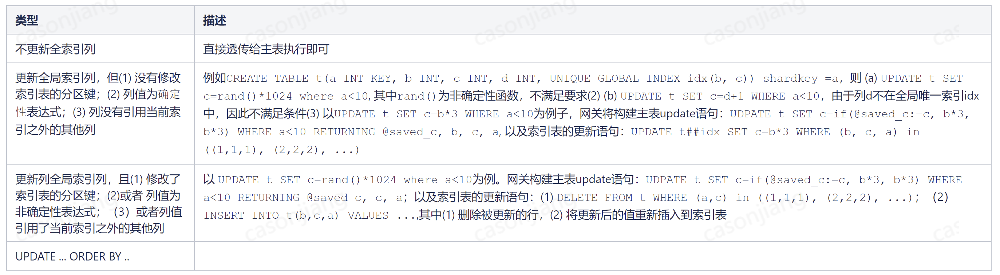 类型
描述
不更新全索引列
直接透传给主表执行即可
更新全局索引列，但(1) 没有修改
索引表的分区键；(2) 列值为确定
性表达式；(3) 列没有引用当前索
引之外的其他列
例如CREATE TABLE t(a INT KEY, b INT, c INT, d INT, UNIQUE GLOBAL INDEX idx(b, c)) shardkey =a，则 (a) UPDATE t SET
c=rand()*1024 where a<10, 其中rand()为非确定性函数，不满足要求(2) (b) UPDATE t SET c=d+1 WHERE a<10，由于列d不在全局唯一索引idx
中，因此不满足条件(3) 以UPDATE t SET c=b*3 WHERE a<10为例子，网关将构建主表update语句：UDPATE t SET c=if(@saved_c:=c, b*3,
b*3) WHERE a<10 RETURNING @saved_c, b, c, a, 以及索引表的更新语句：UPDATE t##idx SET c=b*3 WHERE (b, c, a) in
((1,1,1), (2,2,2), ...)
更新列全局索引列，且(1) 修改了
索引表的分区键；(2)或者 列值为
非确定性表达式；（3）或者列值
引用了当前索引之外的其他列
以 UPDATE t SET c=rand()*1024 where a<10为例。网关构建主表update语句：UDPATE t SET c=if(@saved_c:=c, b*3, b*3) WHERE
a<10 RETURNING @saved_c, c, a；以及索引表的更新语句：(1) DELETE FROM t WHERE (a,c) in ((1,1,1), (2,2,2), ...)；（2）
INSERT INTO t(b,c,a) VALUES ...,其中(1) 删除被更新的行，(2) 将更新后的值重新插入到索引表
UPDATE ... ORDER BY ..
casonjiang
casonjiang
casonjiang
casonjiang
cas
casonjiang
casonjiang
casonjiang
casonjiang
cas